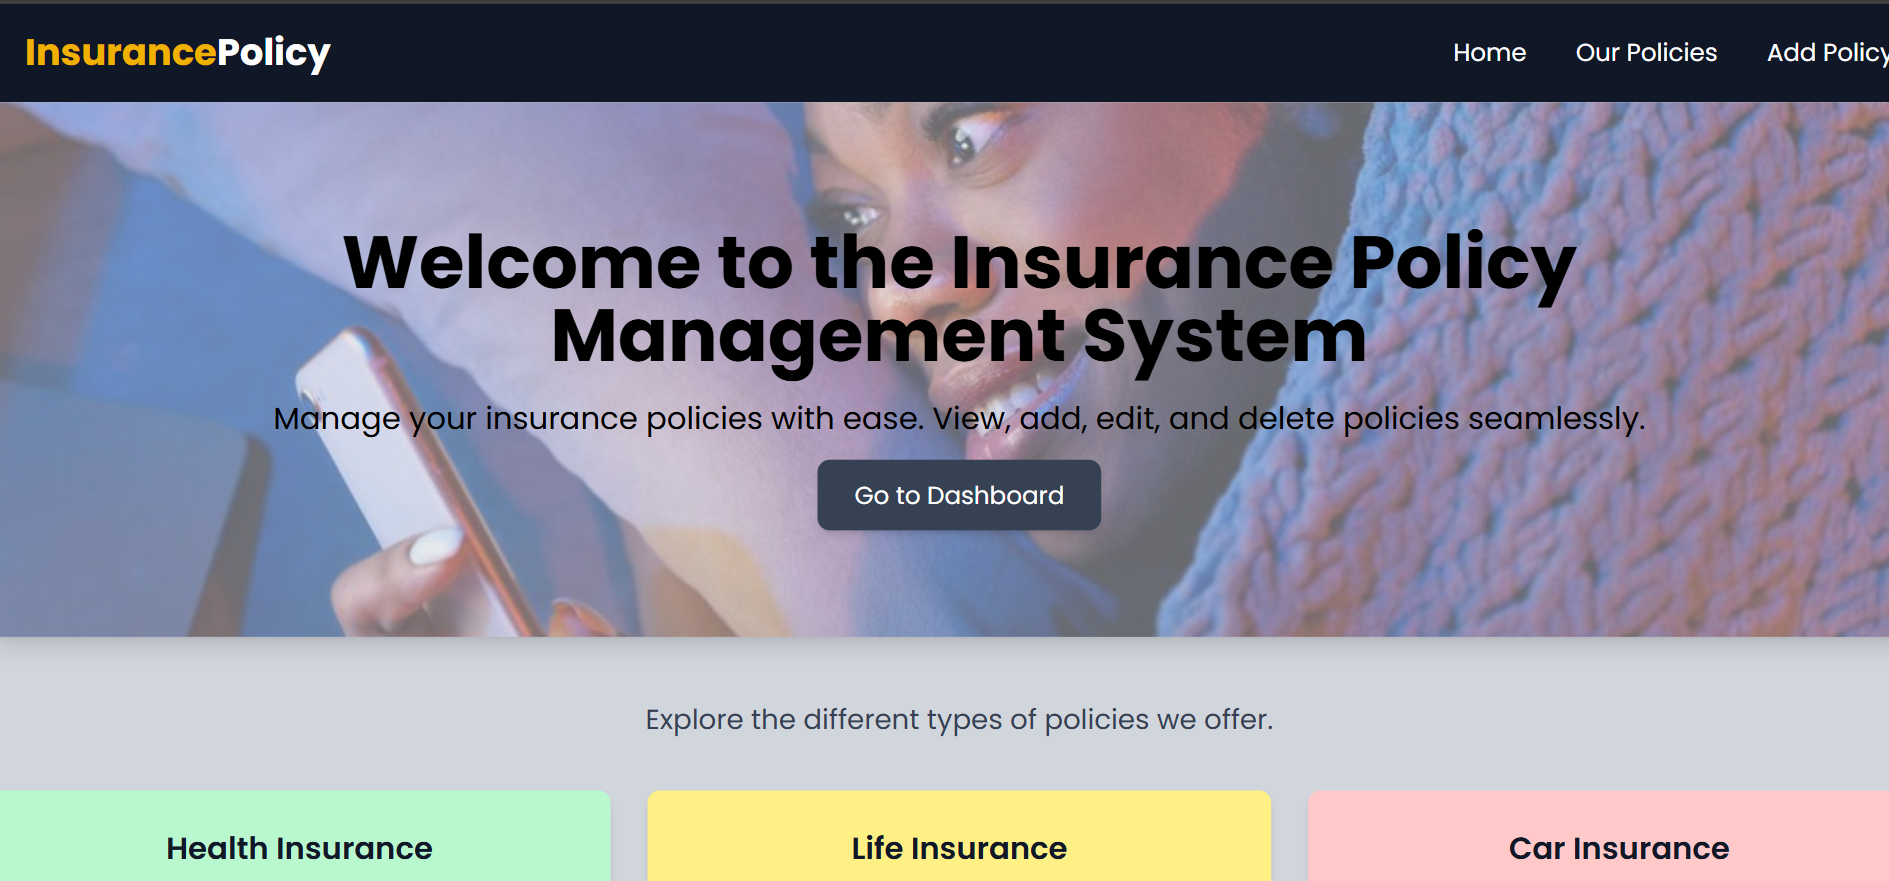 InsurancePolicy
Home Our Policies Add Policy
Welcome to the Insurance Policy
Management System
Manage your insurance policies with ease. View, add, edit, and delete policies seamlessly.
Go to Dashboard
Explore the different types of policies we offer.
Health Insurance
Life Insurance
Car Insurance